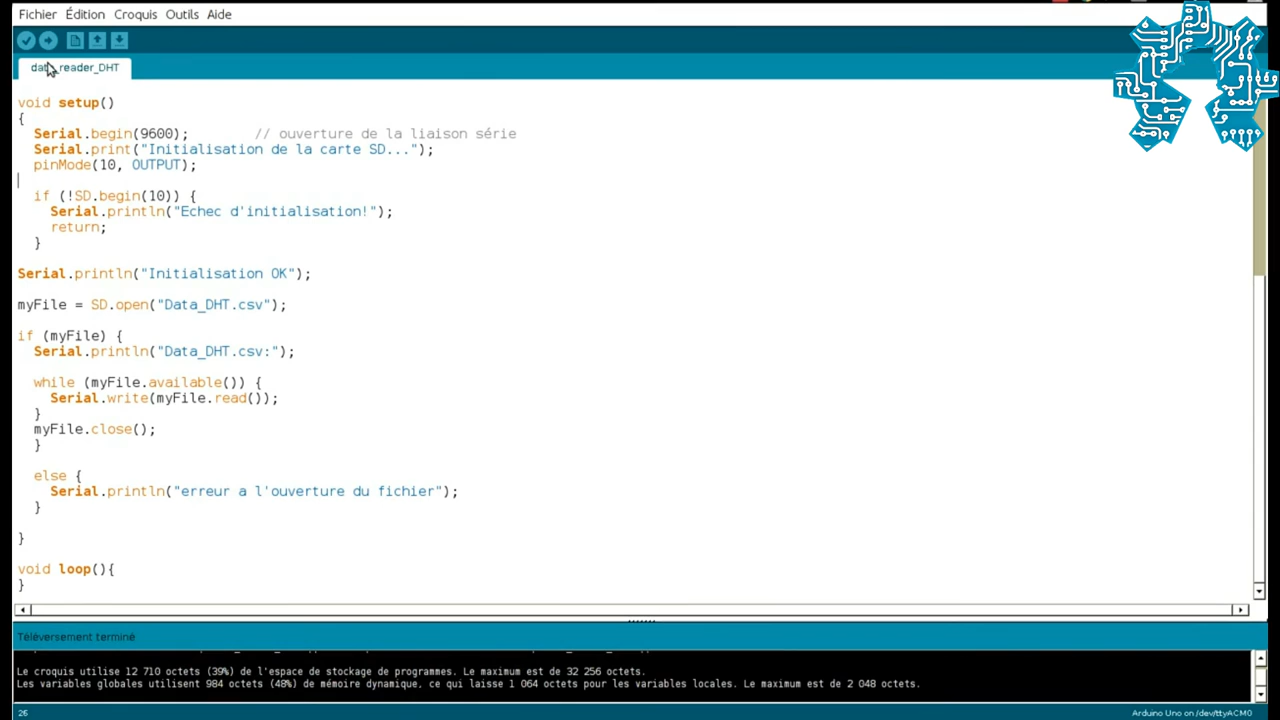 Fichier Édition Croquis Outils Aide
data_reader_DHT
void setup()
{
Serial.begin(9600); // ouverture de la liaison série
Serial.print("Initialisation de la carte SD...");
pinMode(10, OUTPUT);
if (!SD.begin(10)) {
Serial.println("Echec d'initialisation!");
return;
}
Serial.println("Initialisation OK");
myFile = SD.open("Data_DHT.csv");
if (myFile) {
Serial.println("Data_DHT.csv:");
while (myFile.available()) {
Serial.write(myFile.read());
}
myFile.close();
}
else {
Serial.println("erreur a l'ouverture du fichier");
}
}
void loop(){
}
Téléversement terminé
Le croquis utilise 12 710 octets (39%) de l'espace de stockage de programmes. Le maximum est de 32 256 octets.
Les variables globales utilisent 984 octets (48%) de mémoire dynamique, ce qui laisse 1 064 octets pour les variables locales. Le maximum est de 2 048 octets.
26 Arduino Uno on /dev/ttyACM0